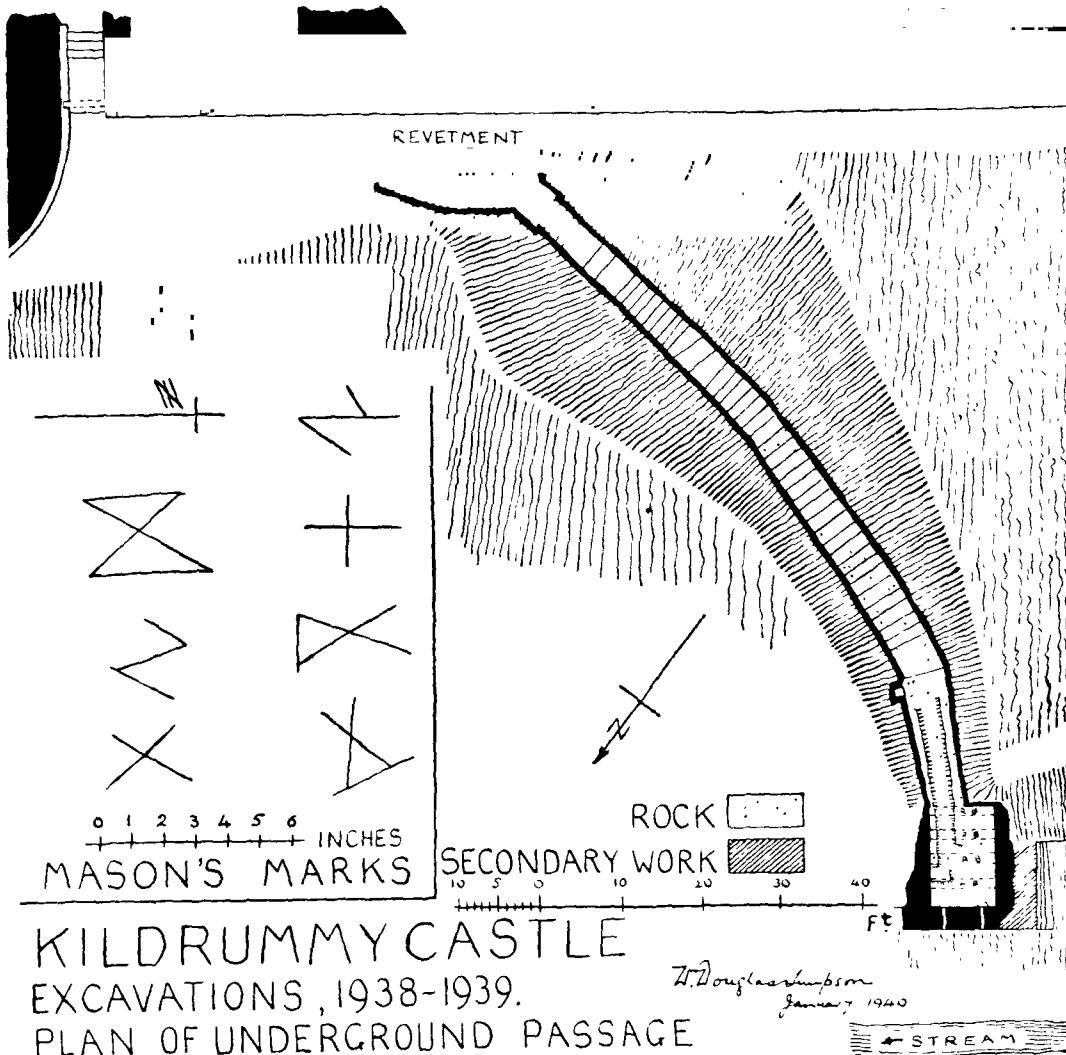 REVETMENT
N
N
ROCK
SECONDARY WORK
0 1 2 3 4 5 6 INCHES
MASON'S MARKS
10 5 0 10 20 30 40
Ft
KILDRUMMY CASTLE
EXCAVATIONS, 1938-1939.
PLAN OF UNDERGROUND PASSAGE
W. Douglas Simpson
January 1940
STREAM